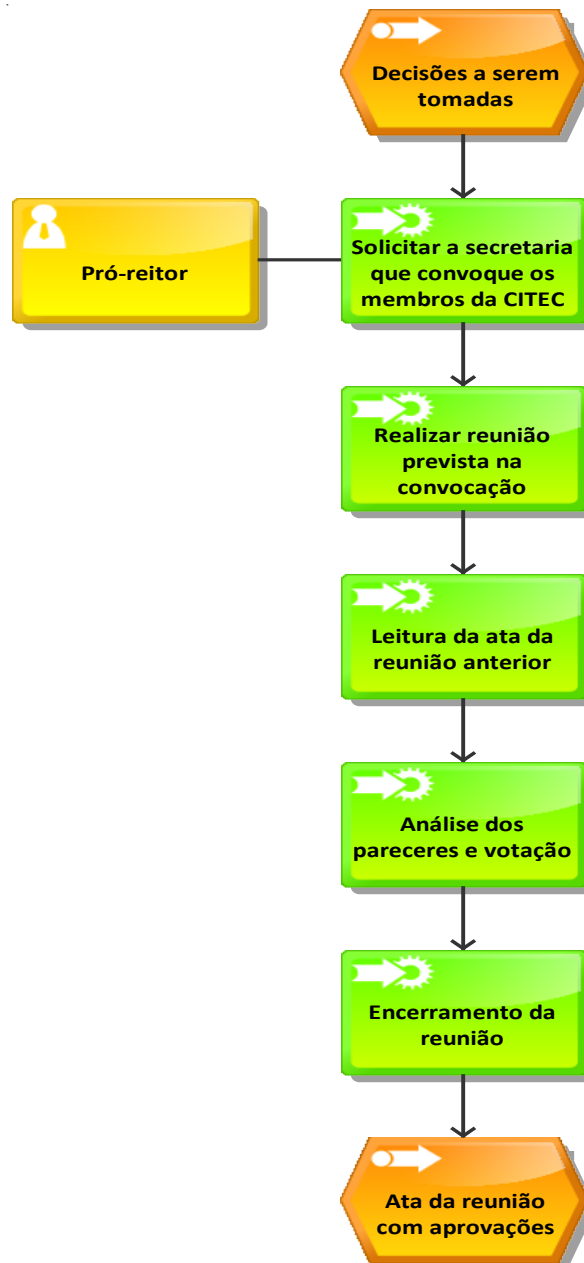 Decisões a serem
tomadas
Pró-reitor
Solicitar a secretaria
que convoque os
membros da CITEC
Realizar reunião
prevista na
convocação
Leitura da ata da
reunião anterior
Análise dos
pareceres e votação
Encerramento da
reunião
Ata da reunião
com aprovações